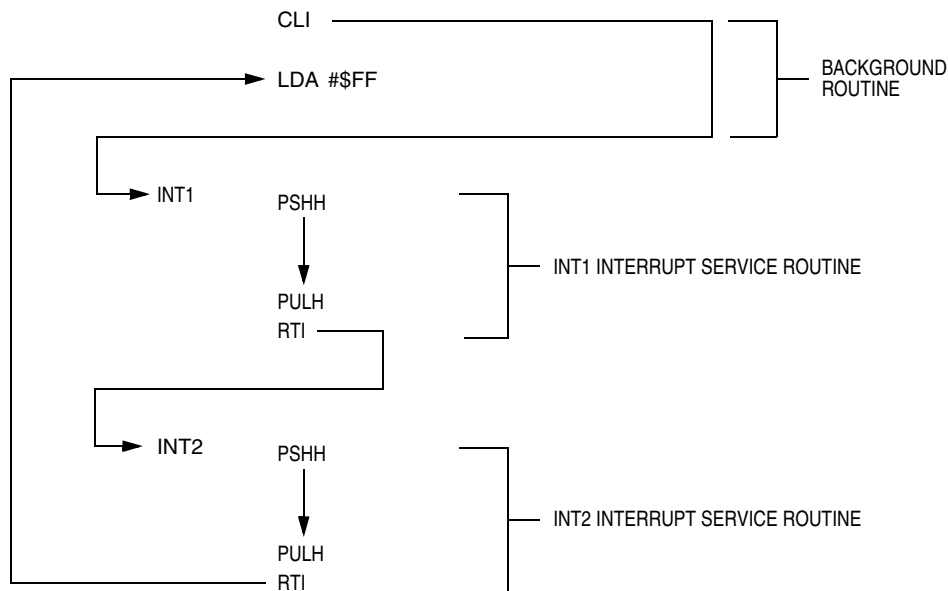 CLI
LDA #$FF
BACKGROUND
ROUTINE
INT1
PSHH
INT1 INTERRUPT SERVICE ROUTINE
PULH
RTI
INT2
PSHH
INT2 INTERRUPT SERVICE ROUTINE
PULH
RTI